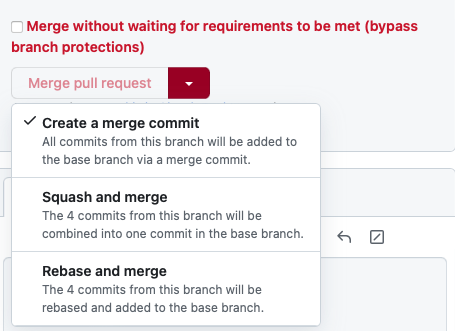 Merge without waiting for requirements to be met (bypass
branch protections)
Merge pull request
Create a merge commit
All commits from this branch will be added to
the base branch via a merge commit.
Squash and merge
The 4 commits from this branch will be
combined into one commit in the base branch.
Rebase and merge
The 4 commits from this branch will be
rebased and added to the base branch.